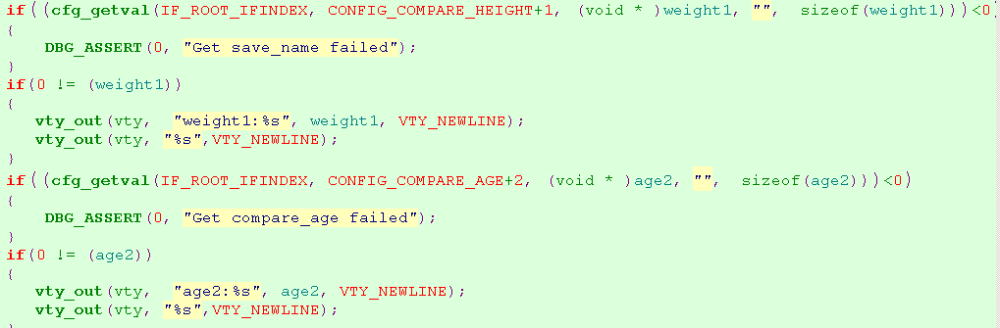 if((cfg_getval(IF_ROOT_IFINDEX, CONFIG_COMPARE_HEIGHT+1, (void * )weight1, "", sizeof(weight1)))<0)
{
DBG_ASSERT(0, "Get save_name failed");
}
if(0 != (weight1))
{
vty_out(vty, "weight1:%s", weight1, VTY_NEWLINE);
vty_out(vty, "%s",VTY_NEWLINE);
}
if((cfg_getval(IF_ROOT_IFINDEX, CONFIG_COMPARE_AGE+2, (void * )age2, "", sizeof(age2)))<0)
{
DBG_ASSERT(0, "Get compare_age failed");
}
if(0 != (age2))
{
vty_out(vty, "age2:%s", age2, VTY_NEWLINE);
vty_out(vty, "%s",VTY_NEWLINE);
}